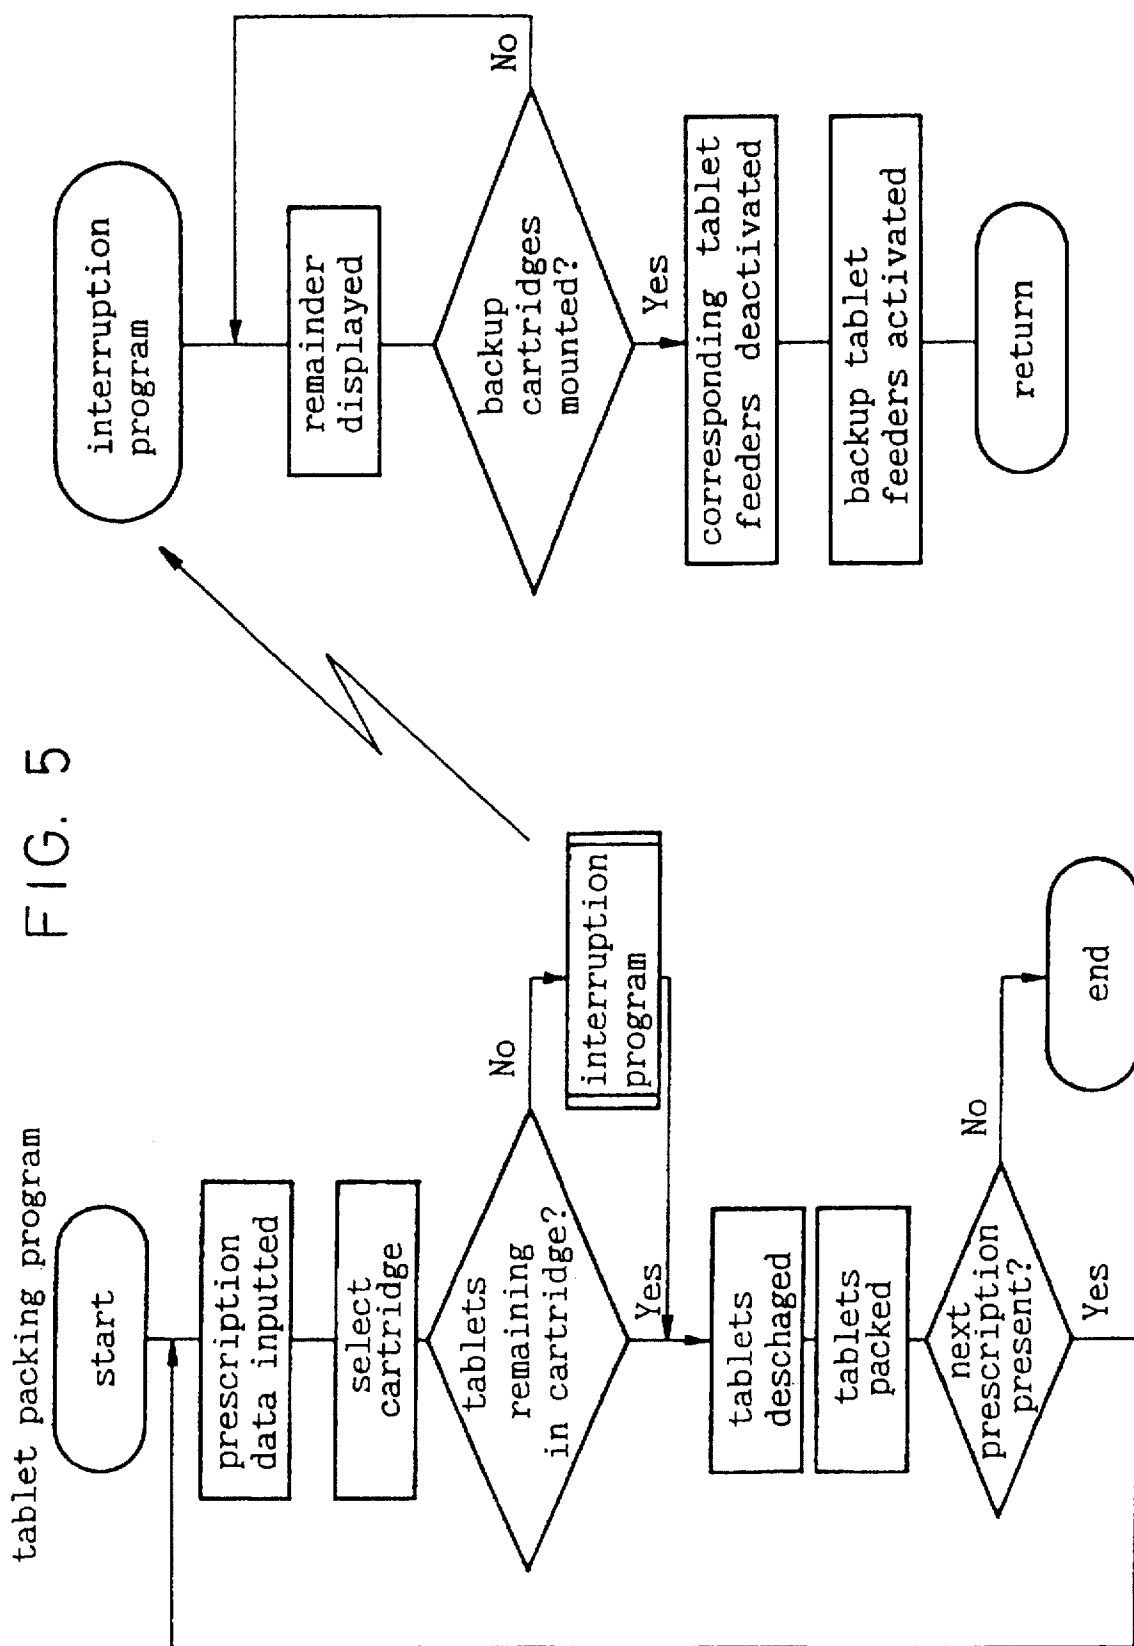 FIG. 5
tablet packing program
start
prescription
data inputted
select
cartridge
tablets
remaining
in cartridge?
No
interruption
program
Yes
tablets
deschaged
tablets
packed
next
prescription
present?
No
end
Yes
interruption
program
remainder
displayed
backup
cartridges
mounted?
No
Yes
corresponding tablet
feeders deactivated
backup tablet
feeders activated
return